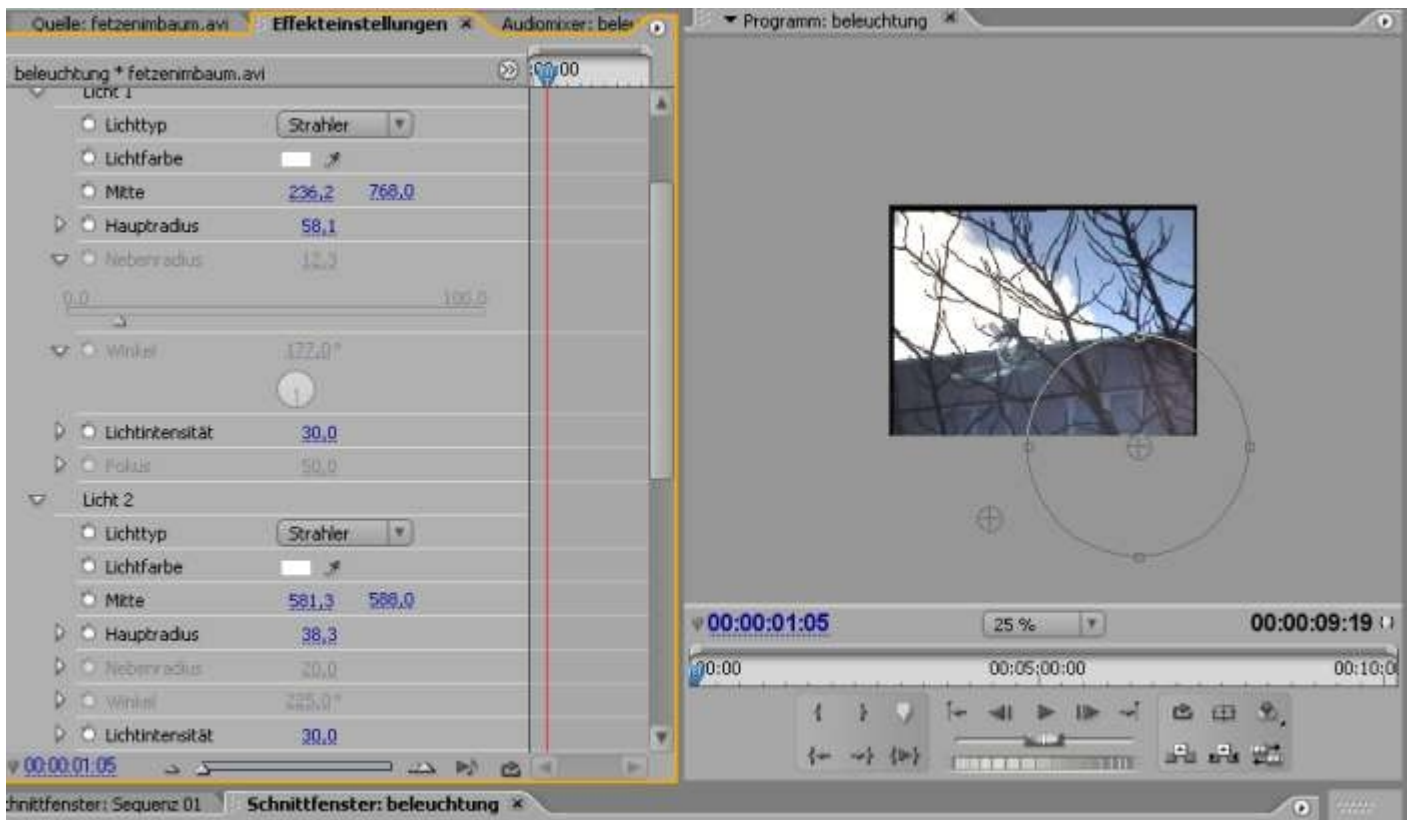 Quelle: fetzenimbaum.avi
Effekteinstellungen
Audiomixer: bele
Programm: beleuchtung
beleuchtung * fetzenimbaum.avi
:00:00
Licht 1
Lichttyp Strahler
Lichtfarbe
Mitte 236,2 768,0
Hauptradius 58,1
Nebenradius 12,3
0,0 100,0
Winkel 177,0°
Lichtintensität 30,0
Fokus 50,0
Licht 2
Lichttyp Strahler
Lichtfarbe
Mitte 581,3 588,0
Hauptradius 38,3
Nebenradius 20,0
Winkel 225,0°
Lichtintensität 30,0
00:00:01:05
00:00:01:05 25 % 00:00:09:19
00:00 00:05:00:00 00:10:0
chnittfenster: Sequenz 01
Schnittfenster: beleuchtung